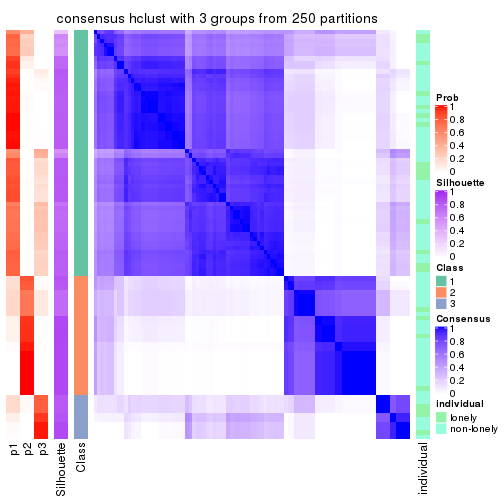 consensus hclust with 3 groups from 250 partitions
Prob
1
0.8
0.6
0.4
0.2
0
Silhouette
1
0.8
0.6
0.4
0.2
0
Class
1
2
3
Consensus
1
0.8
0.6
0.4
0.2
0
individual
lonely
non-lonely
p1
p2
p3
Silhouette
Class
individual